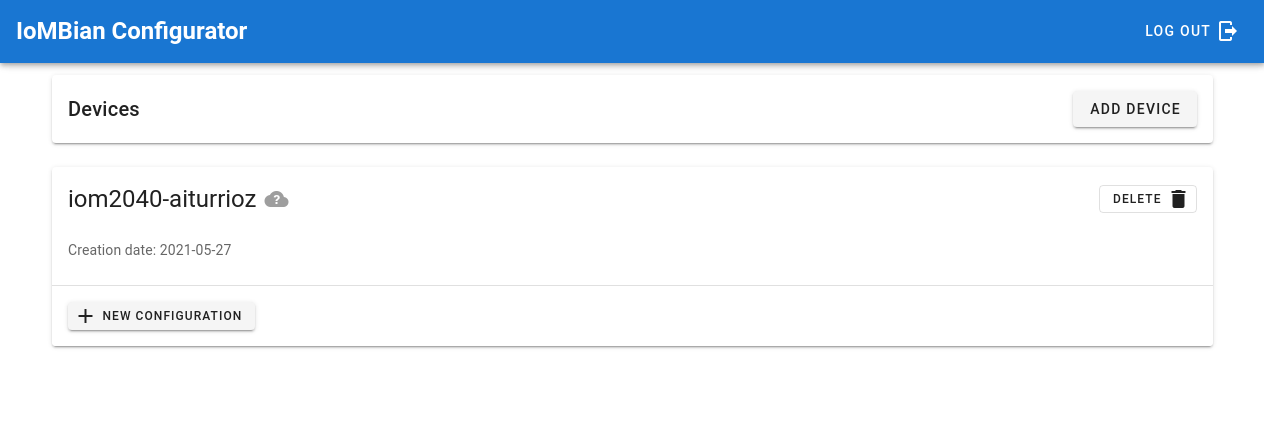 IoMBian Configurator
LOG OUT
Devices
ADD DEVICE
iom2040-aiturrioz ?
DELETE
Creation date: 2021-05-27
NEW CONFIGURATION